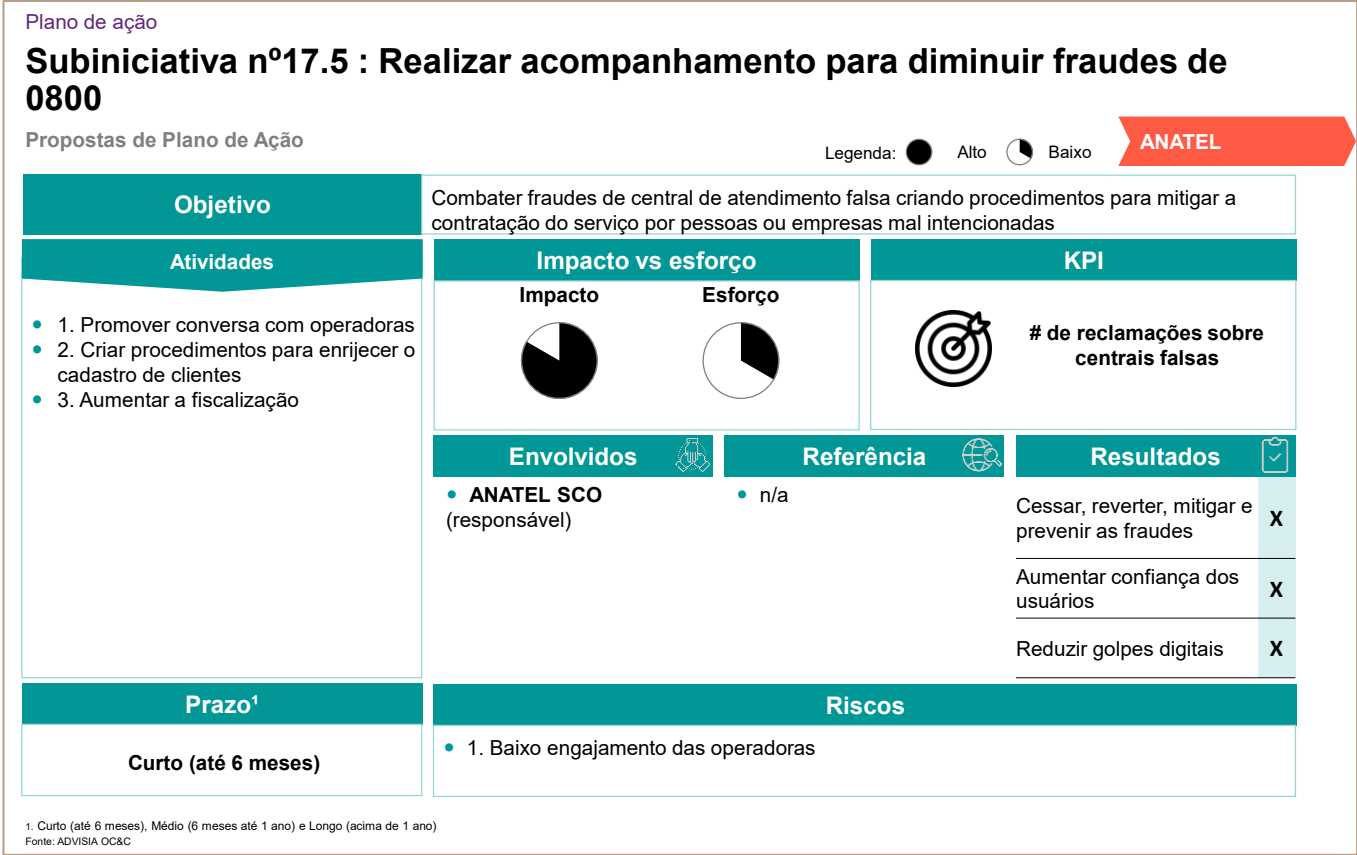 Plano de ação
Subiniciativa nº17.5 : Realizar acompanhamento para diminuir fraudes de
0800
Propostas de Plano de Ação
Legenda: Alto Baixo
ANATEL
Objetivo
Combater fraudes de central de atendimento falsa criando procedimentos para mitigar a
contratação do serviço por pessoas ou empresas mal intencionadas
Atividades
• 1. Promover conversa com operadoras
• 2. Criar procedimentos para enrijecer o
cadastro de clientes
• 3. Aumentar a fiscalização
Impacto vs esforço
Impacto Esforço
KPI
# de reclamações sobre
centrais falsas
Envolvidos
• ANATEL SCO
(responsável)
Referência
• n/a
Resultados
Cessar, reverter, mitigar e
prevenir as fraudes
X
Aumentar confiança dos
usuários
X
Reduzir golpes digitais X
Prazo¹
Curto (até 6 meses)
Riscos
• 1. Baixo engajamento das operadoras
1. Curto (até 6 meses), Médio (6 meses até 1 ano) e Longo (acima de 1 ano)
Fonte: ADVISIA OC&C